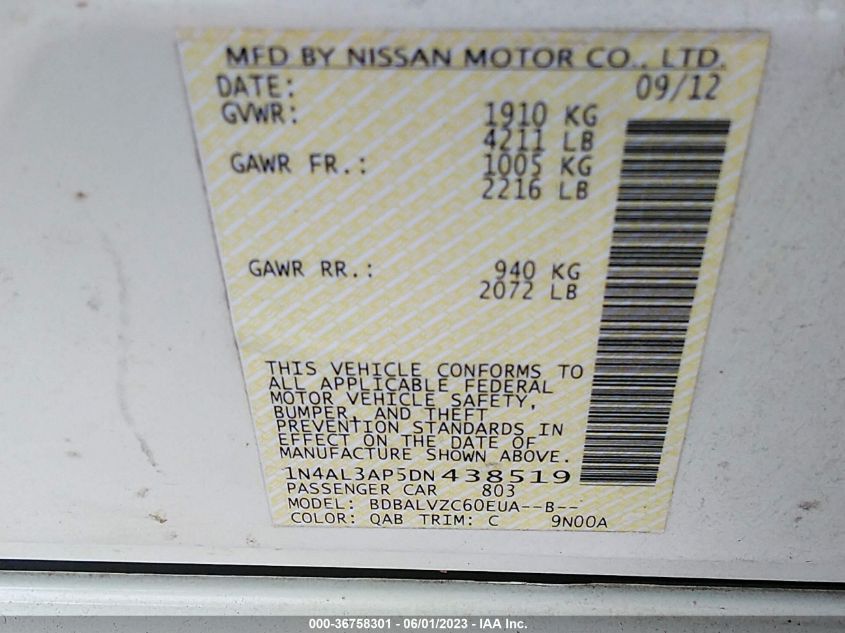 MFD BY NISSAN MOTOR CO., LTD.
DATE: 09/12
GVWR: 1910 KG
4211 LB
GAWR FR.: 1005 KG
2216 LB
GAWR RR.: 940 KG
2072 LB
THIS VEHICLE CONFORMS TO
ALL APPLICABLE FEDERAL
MOTOR VEHICLE SAFETY,
BUMPER, AND THEFT
PREVENTION STANDARDS IN
EFFECT ON THE DATE OF
MANUFACTURE SHOWN ABOVE.
1N4AL3AP5DN438519
PASSENGER CAR 803
MODEL: BDBALVZC60EUA--B--
COLOR: QAB TRIM: C 9N00A
000-36758301 - 06/01/2023 - IAA Inc.